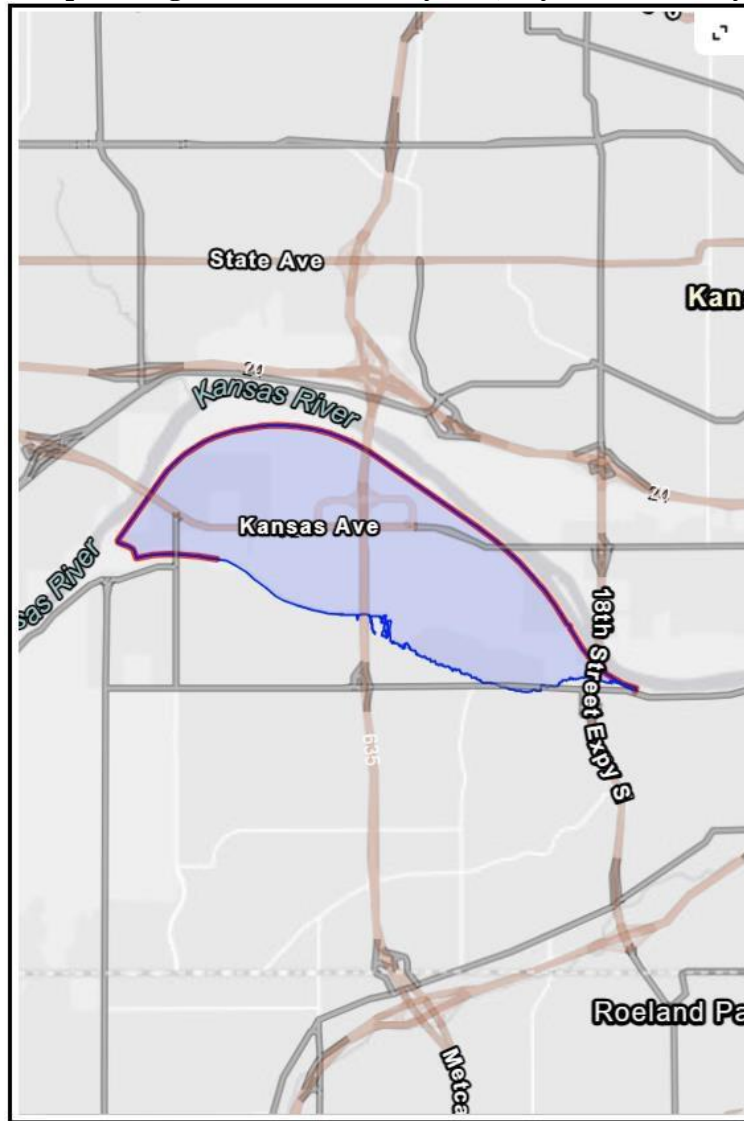 State Ave
Kan
24
Kansas River
Kansas Ave
sas River
24
18th Street Expy S
635
Roeland Pa
Metca